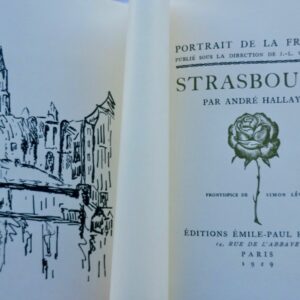 PORTRAIT DE LA FR
PUBLIÉ SOUS LA DIRECTION DE J.-L.
STRASBOU
PAR ANDRÉ HALLAY
FRONTISPICE DE SIMON LÉ
ÉDITIONS ÉMILE-PAUL
14, RUE DE L'ABBAYE
PARIS
1929